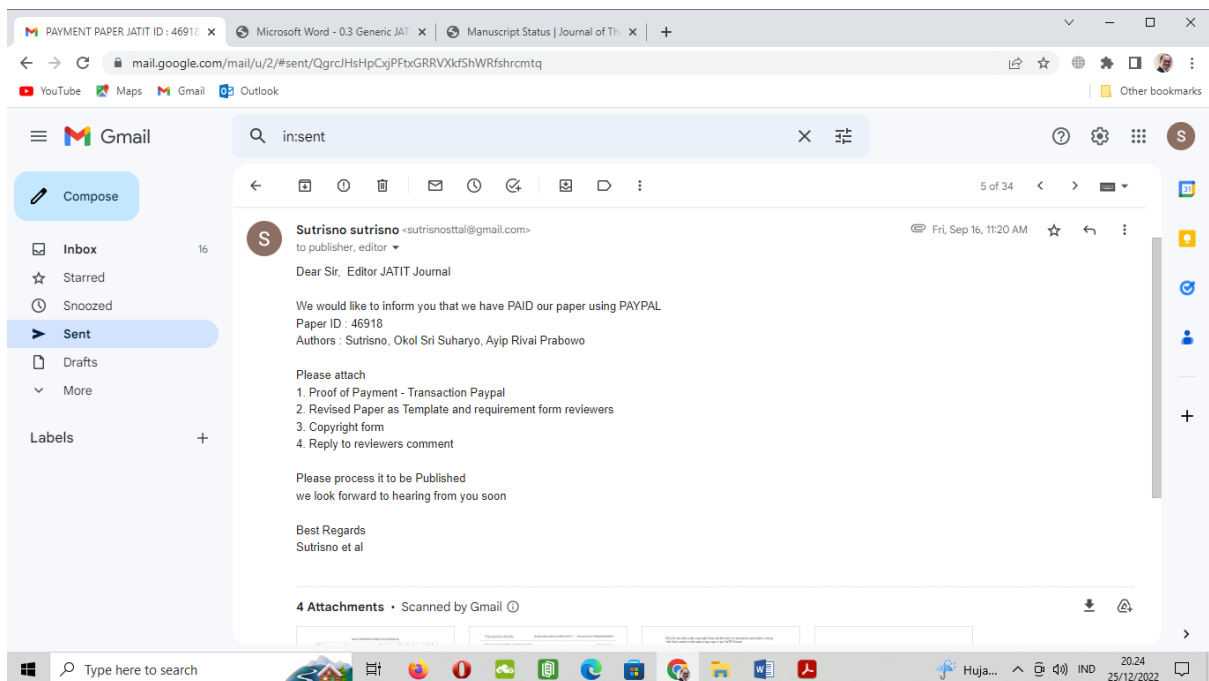 PAYMENT PAPER JATIT ID : 46918
Microsoft Word - 0.3 Generic JAT
Manuscript Status | Journal of The
mail.google.com/mail/u/2/#sent/QgrcJHsHpCxjPFtxGRRVXkfShWRfshrcmtq
YouTube Maps Gmail Outlook Other bookmarks
Gmail
in:sent
S
Compose
5 of 34
31
Inbox 16
Starred
Snoozed
Sent
Drafts
More
Labels
S
Sutrisno sutrisno <sutrisnosttal@gmail.com>
Fri, Sep 16, 11:20 AM
to publisher, editor
Dear Sir, Editor JATIT Journal
We would like to inform you that we have PAID our paper using PAYPAL
Paper ID : 46918
Authors : Sutrisno, Okol Sri Suharyo, Ayip Rivai Prabowo
Please attach
1. Proof of Payment - Transaction Paypal
2. Revised Paper as Template and requirement form reviewers
3. Copyright form
4. Reply to reviewers comment
Please process it to be Published
we look forward to hearing from you soon
Best Regards
Sutrisno et al
4 Attachments • Scanned by Gmail
Type here to search
Huja... IND 20.24
25/12/2022